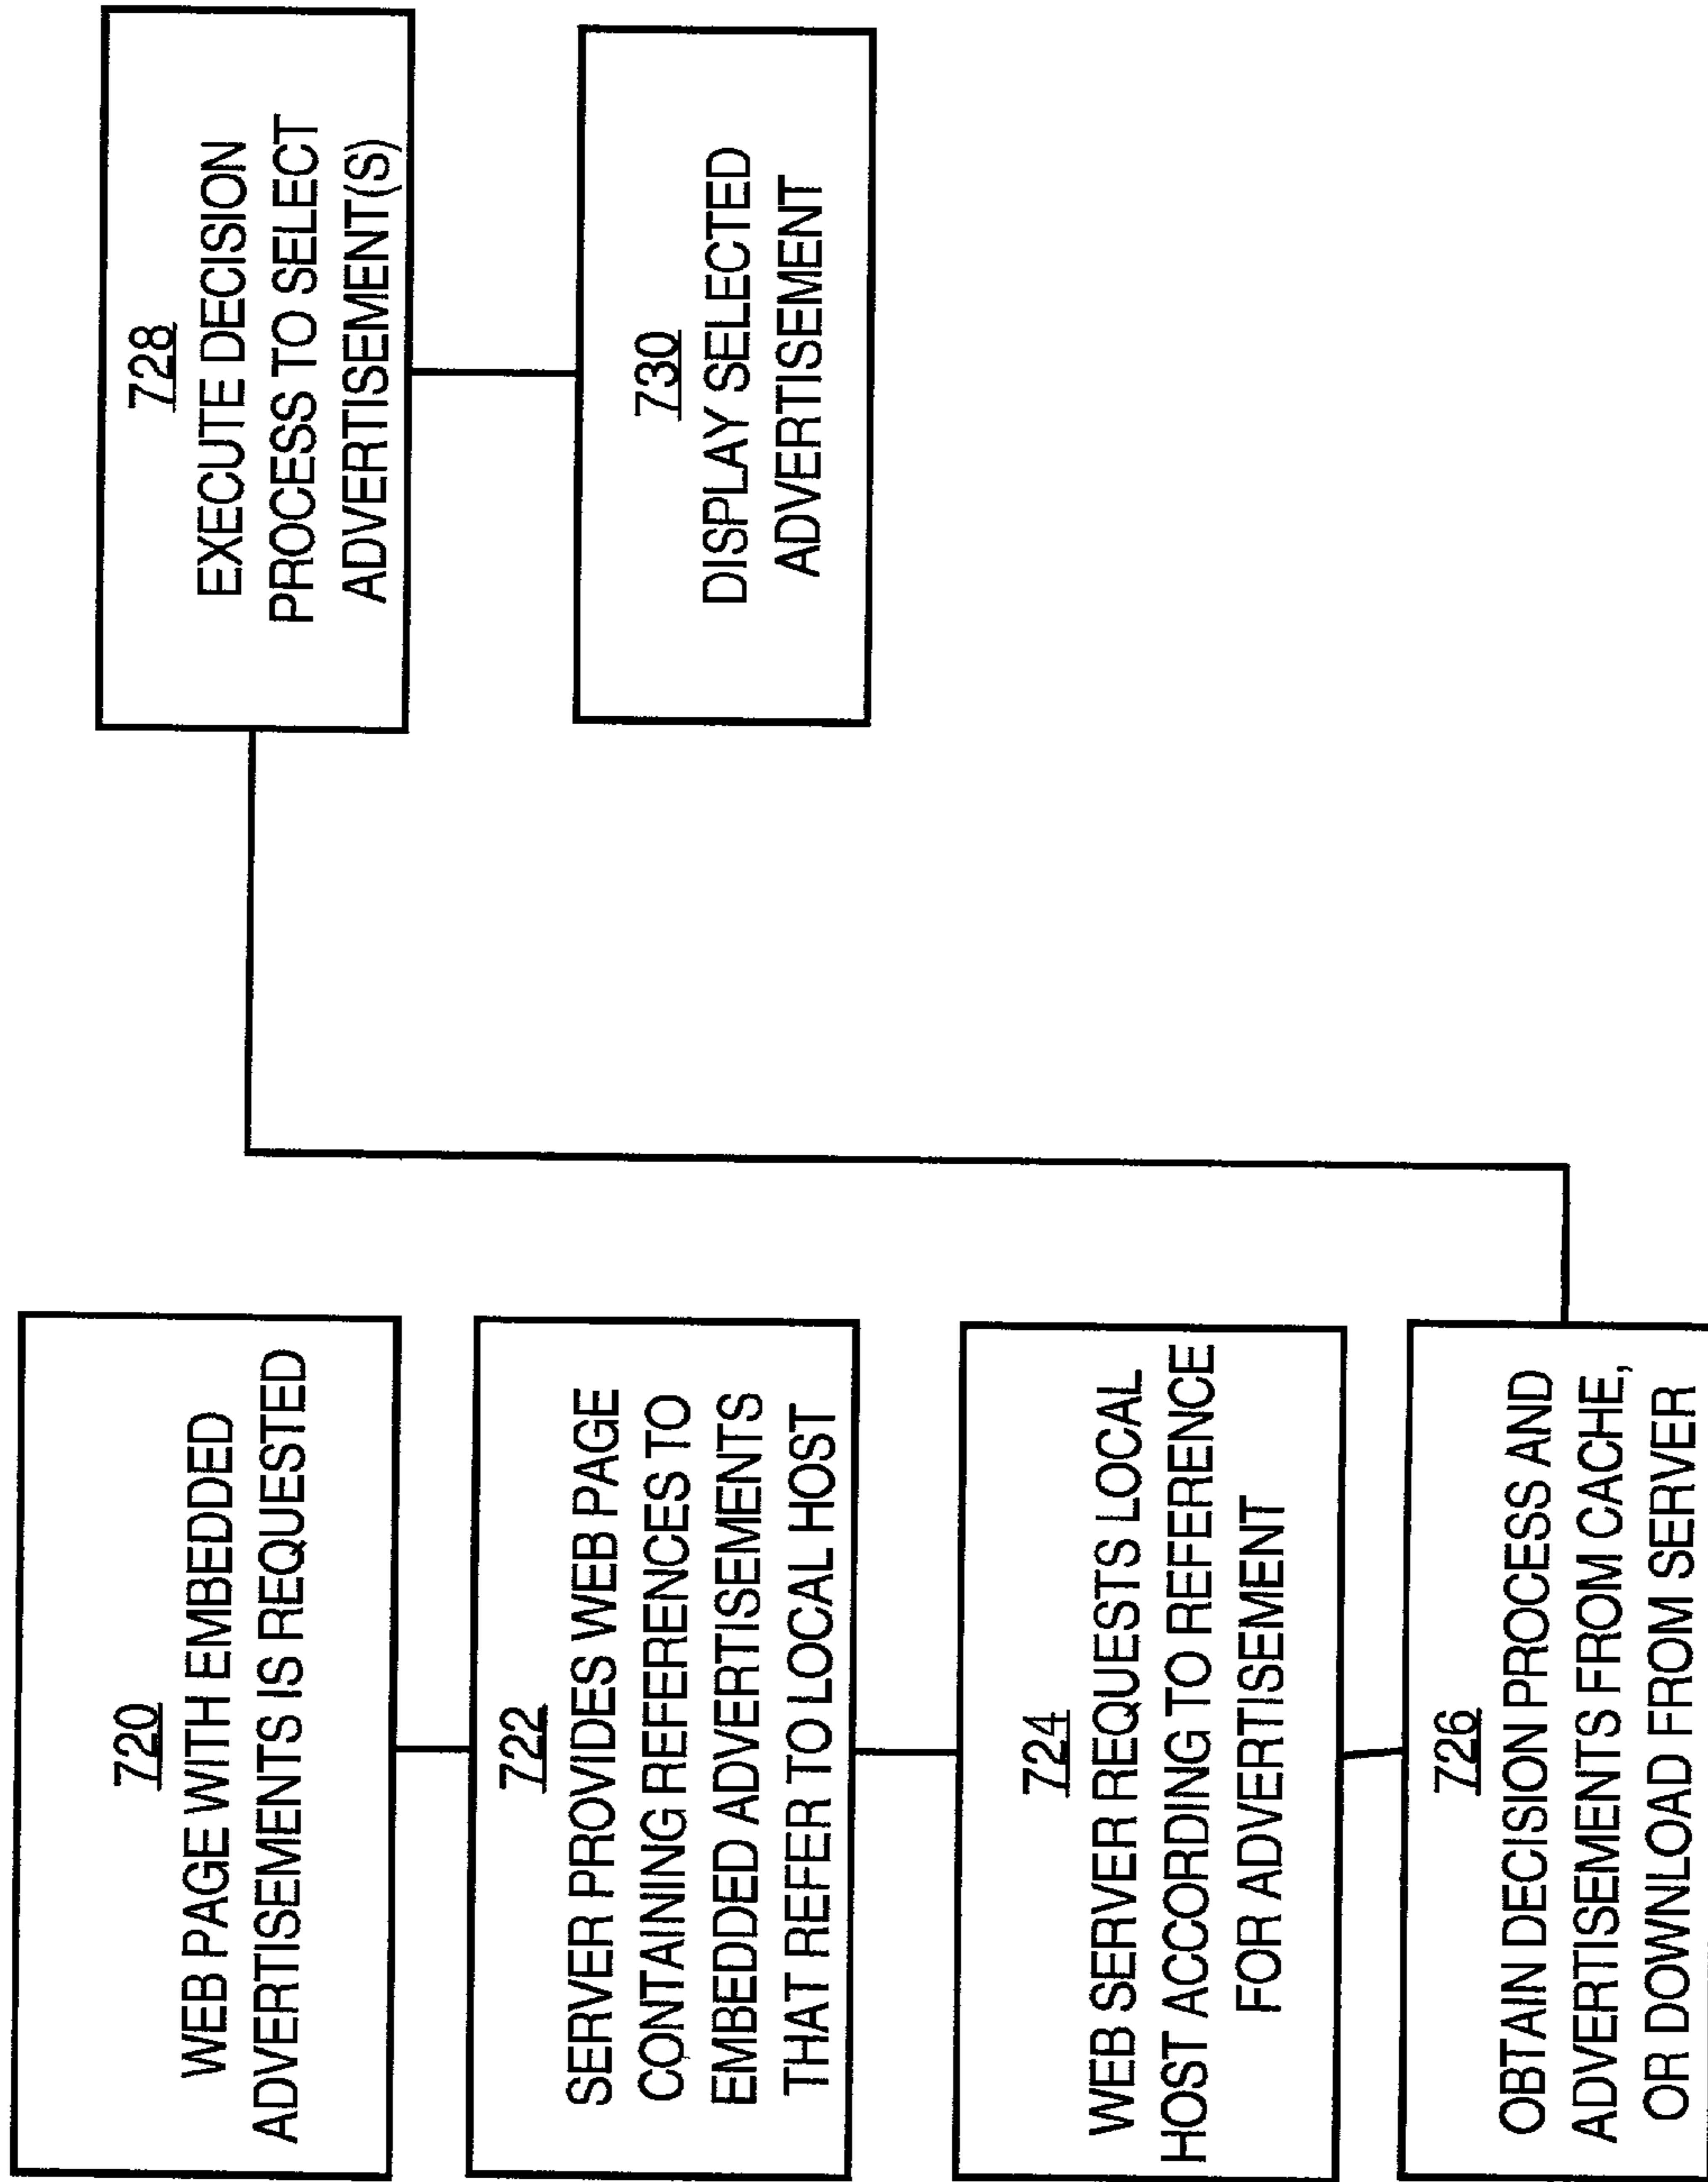 720
WEB PAGE WITH EMBEDDED
ADVERTISEMENTS IS REQUESTED
722
SERVER PROVIDES WEB PAGE
CONTAINING REFERENCES TO
EMBEDDED ADVERTISEMENTS
THAT REFER TO LOCAL HOST
724
WEB SERVER REQUESTS LOCAL
HOST ACCORDING TO REFERENCE
FOR ADVERTISEMENT
726
OBTAIN DECISION PROCESS AND
ADVERTISEMENTS FROM CACHE,
OR DOWNLOAD FROM SERVER
728
EXECUTE DECISION
PROCESS TO SELECT
ADVERTISEMENT(S)
730
DISPLAY SELECTED
ADVERTISEMENT